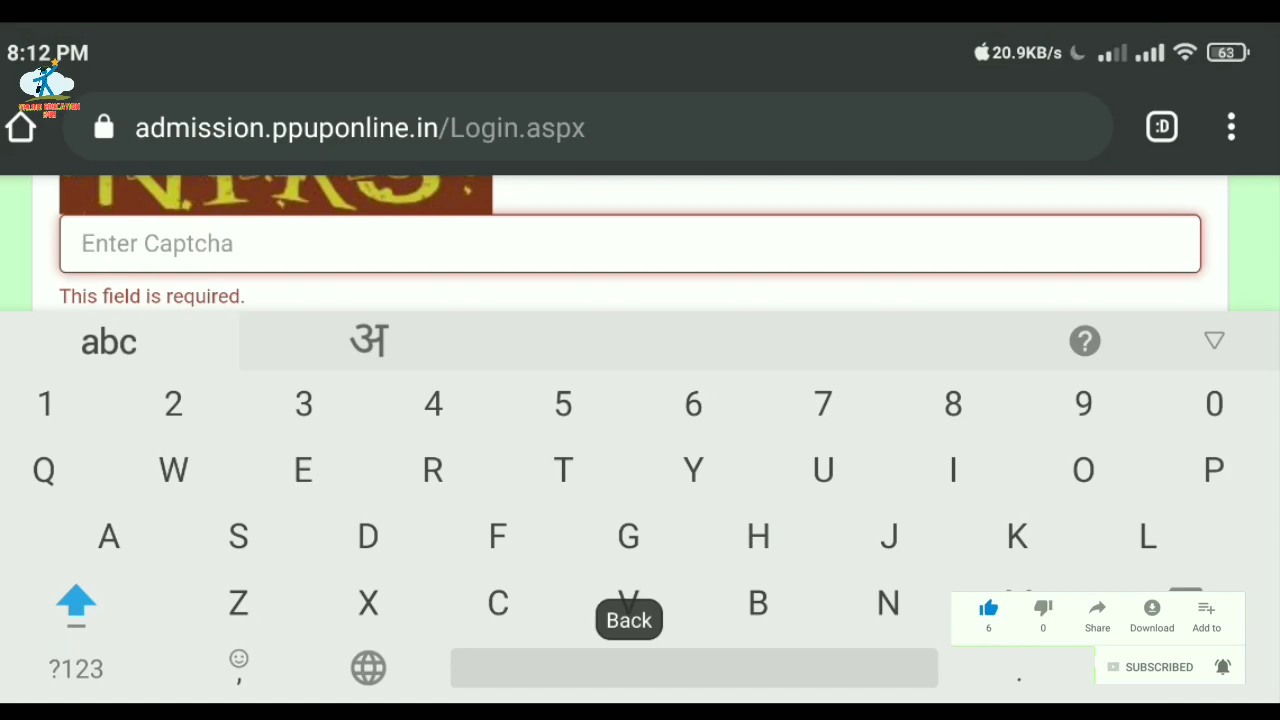 8:12 PM
20.9KB/s
63
admission.ppuponline.in/Login.aspx
:D
Enter Captcha
This field is required.
abc
अ
?
1 2 3 4 5 6 7 8 9 0
Q W E R T Y U I O P
A S D F G H J K L
Z X C V B N
Back
6 0 Share Download Add to
?123 , .
SUBSCRIBED